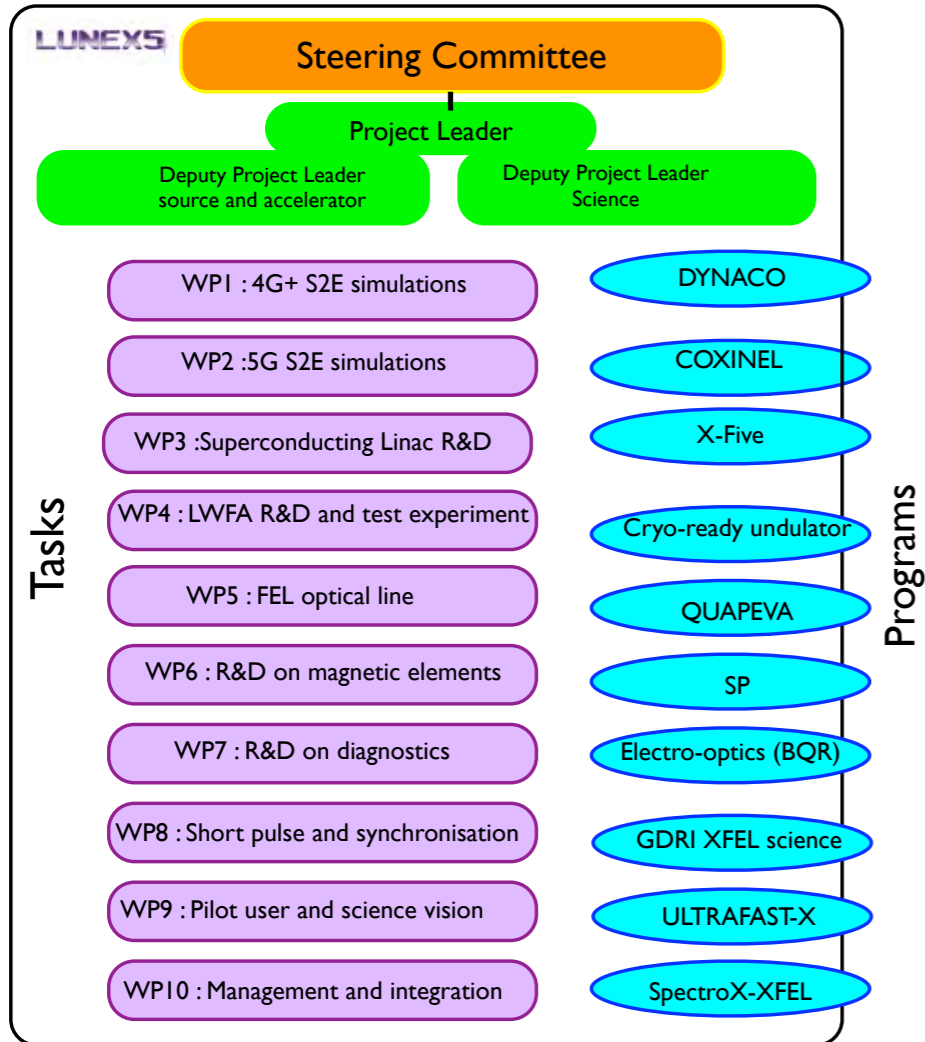 LUNEX5
Steering Committee
Project Leader
Deputy Project Leader
source and accelerator
Deputy Project Leader
Science
Tasks
WP1 : 4G+ S2E simulations
WP2 :5G S2E simulations
WP3 :Superconducting Linac R&D
WP4 : LWFA R&D and test experiment
WP5 : FEL optical line
WP6 : R&D on magnetic elements
WP7 : R&D on diagnostics
WP8 : Short pulse and synchronisation
WP9 : Pilot user and science vision
WP10 : Management and integration
DYNACO
COXINEL
X-Five
Cryo-ready undulator
QUAPEVA
SP
Electro-optics (BQR)
GDRI XFEL science
ULTRAFAST-X
SpectroX-XFEL
Programs